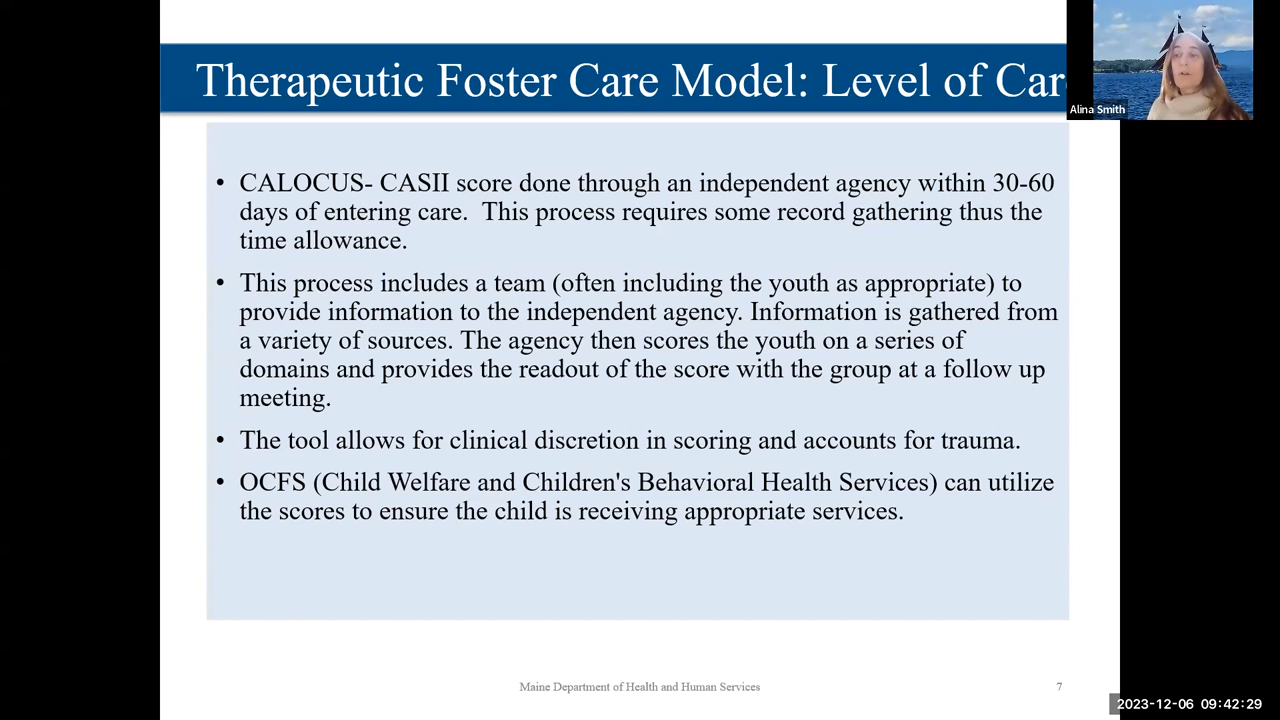 Therapeutic Foster Care Model: Level of Car
Alina Smith
• CALOCUS- CASII score done through an independent agency within 30-60
days of entering care.  This process requires some record gathering thus the
time allowance.
• This process includes a team (often including the youth as appropriate) to
provide information to the independent agency. Information is gathered from
a variety of sources. The agency then scores the youth on a series of
domains and provides the readout of the score with the group at a follow up
meeting.
• The tool allows for clinical discretion in scoring and accounts for trauma.
• OCFS (Child Welfare and Children's Behavioral Health Services) can utilize
the scores to ensure the child is receiving appropriate services.
Maine Department of Health and Human Services
7
2023-12-06 09:42:29